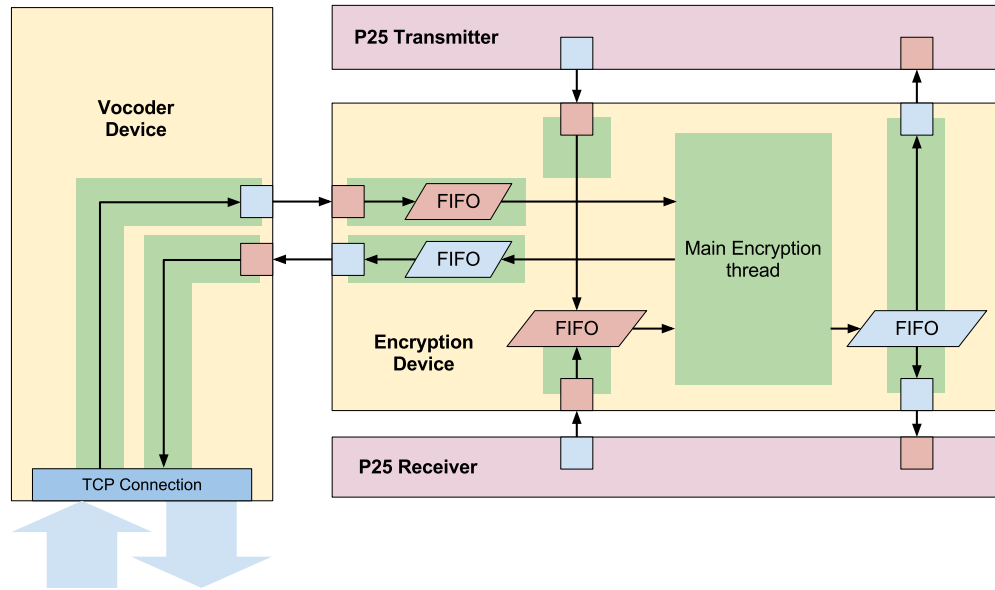 P25 Transmitter
Vocoder
Device
FIFO
FIFO
Main Encryption
thread
FIFO
FIFO
Encryption
Device
P25 Receiver
TCP Connection